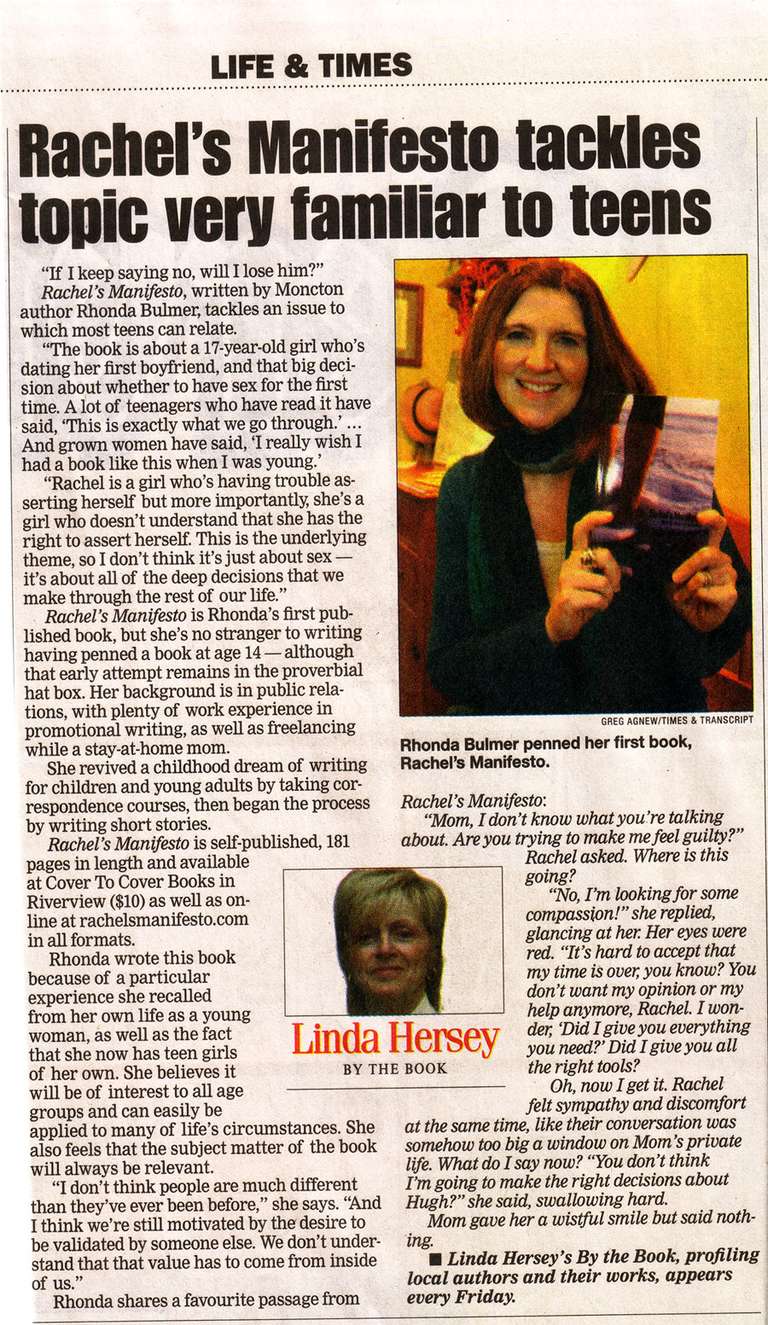 LIFE & TIMES
Rachel's Manifesto tackles
topic very familiar to teens
“If I keep saying no, will I lose him?”
Rachel's Manifesto, written by Moncton
author Rhonda Bulmer, tackles an issue to
which most teens can relate.
“The book is about a 17-year-old girl who's
dating her first boyfriend, and that big deci-
sion about whether to have sex for the first
time. A lot of teenagers who have read it have
said, ‘This is exactly what we go through.’ …
And grown women have said, ‘I really wish I
had a book like this when I was young.’
“Rachel is a girl who's having trouble as-
serting herself but more importantly, she's a
girl who doesn't understand that she has the
right to assert herself. This is the underlying
theme, so I don't think it's just about sex —
it's about all of the deep decisions that we
make through the rest of our life.”
Rachel's Manifesto is Rhonda's first pub-
lished book, but she's no stranger to writing
having penned a book at age 14 — although
that early attempt remains in the proverbial
hat box. Her background is in public rela-
tions, with plenty of work experience in
promotional writing, as well as freelancing
while a stay-at-home mom.
She revived a childhood dream of writing
for children and young adults by taking cor-
respondence courses, then began the process
by writing short stories.
Rachel's Manifesto is self-published, 181
pages in length and available
at Cover To Cover Books in
Riverview ($10) as well as on-
line at rachelsmanifesto.com
in all formats.
Rhonda wrote this book
because of a particular
experience she recalled
from her own life as a young
woman, as well as the fact
that she now has teen girls
of her own. She believes it
will be of interest to all age
groups and can easily be
applied to many of life's circumstances. She
also feels that the subject matter of the book
will always be relevant.
“I don't think people are much different
than they've ever been before,” she says. “And
I think we're still motivated by the desire to
be validated by someone else. We don't under-
stand that that value has to come from inside
of us.”
Rhonda shares a favourite passage from
GREG AGNEW/TIMES & TRANSCRIPT
Rhonda Bulmer penned her first book,
Rachel's Manifesto.
Rachel's Manifesto:
“Mom, I don't know what you're talking
about. Are you trying to make me feel guilty?”
Rachel asked. Where is this
going?
“No, I'm looking for some
compassion!” she replied,
glancing at her. Her eyes were
red. “It's hard to accept that
my time is over, you know? You
don't want my opinion or my
help anymore, Rachel. I won-
der, ‘Did I give you everything
you need?’ Did I give you all
the right tools?
Oh, now I get it. Rachel
felt sympathy and discomfort
at the same time, like their conversation was
somehow too big a window on Mom's private
life. What do I say now? “You don't think
I'm going to make the right decisions about
Hugh?” she said, swallowing hard.
Mom gave her a wistful smile but said noth-
ing.
■ Linda Hersey's By the Book, profiling
local authors and their works, appears
every Friday.
Linda Hersey
BY THE BOOK